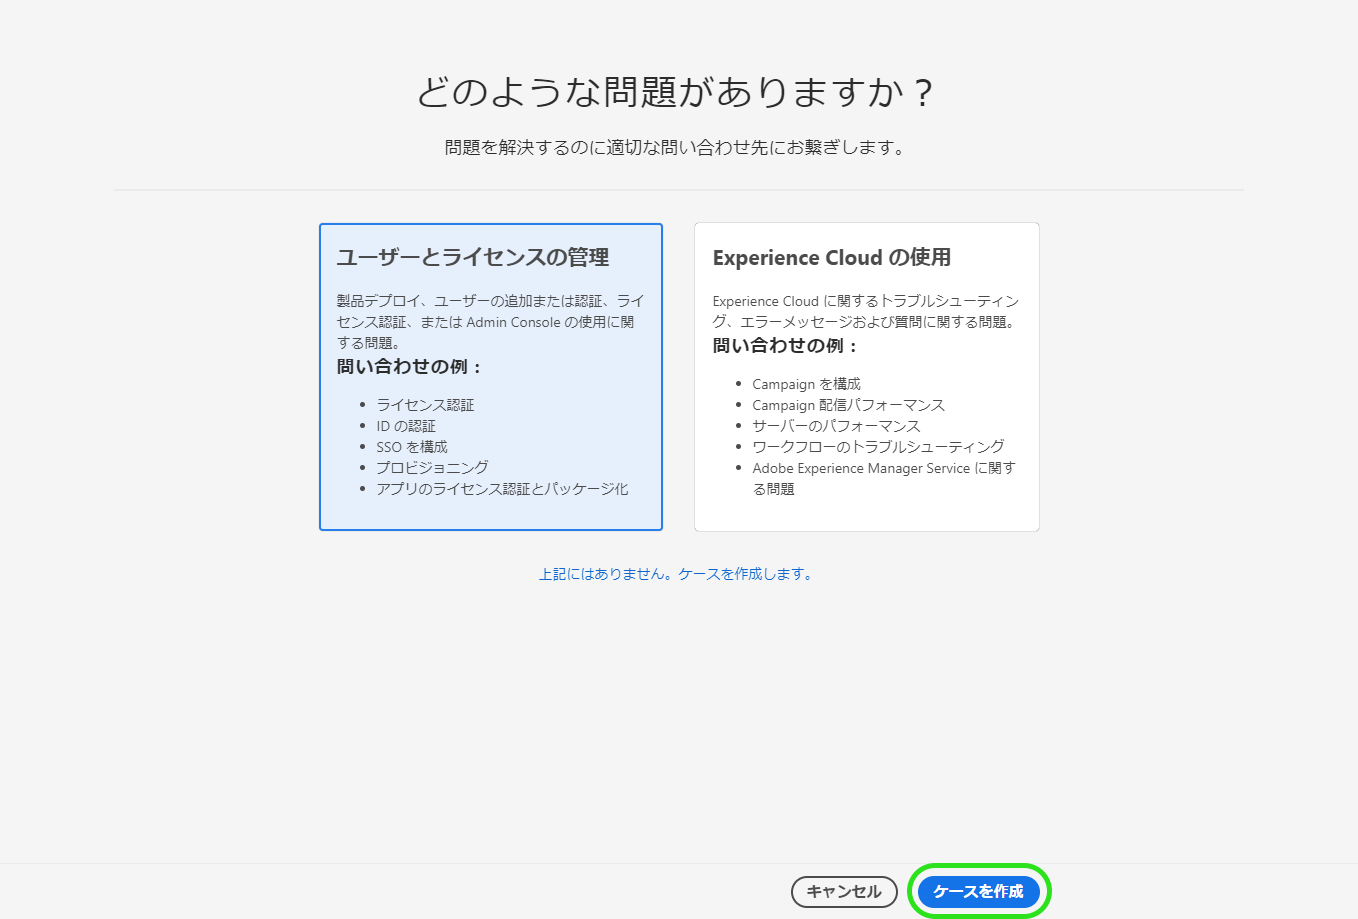 どのような問題がありますか？
問題を解決するのに適切な問い合わせ先にお繋ぎします。
ユーザーとライセンスの管理
製品デプロイ、ユーザーの追加または認証、ライ
センス認証、または Admin Console の使用に関
する問題。
問い合わせの例：
• ライセンス認証
• ID の認証
• SSO を構成
• プロビジョニング
• アプリのライセンス認証とパッケージ化
Experience Cloud の使用
Experience Cloud に関するトラブルシューティン
グ、エラーメッセージおよび質問に関する問題。
問い合わせの例：
• Campaign を構成
• Campaign 配信パフォーマンス
• サーバーのパフォーマンス
• ワークフローのトラブルシューティング
• Adobe Experience Manager Service に関す
る問題
上記にはありません。ケースを作成します。
キャンセル
ケースを作成